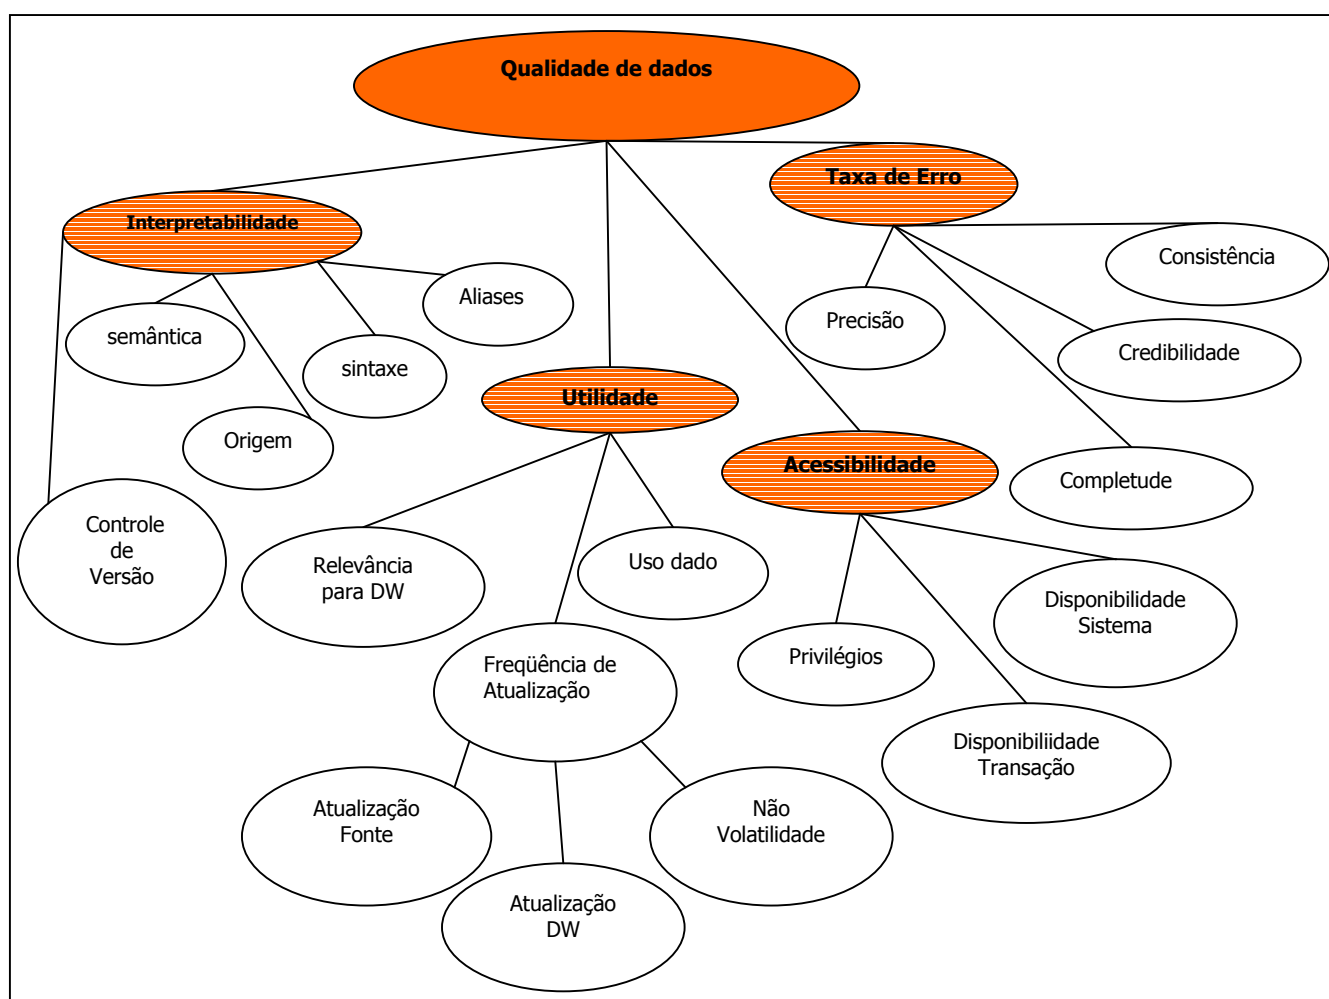 Qualidade de dados
Taxa de Erro
Interpretabilidade
Consistência
Aliases
Precisão
semântica
Credibilidade
sintaxe
Utilidade
Origem
Acessibilidade
Completude
Controle
de
Versão
Relevância
para DW
Uso dado
Disponibilidade
Sistema
Freqüência de
Atualização
Privilégios
Disponibiliidade
Transação
Atualização
Fonte
Não
Volatilidade
Atualização
DW